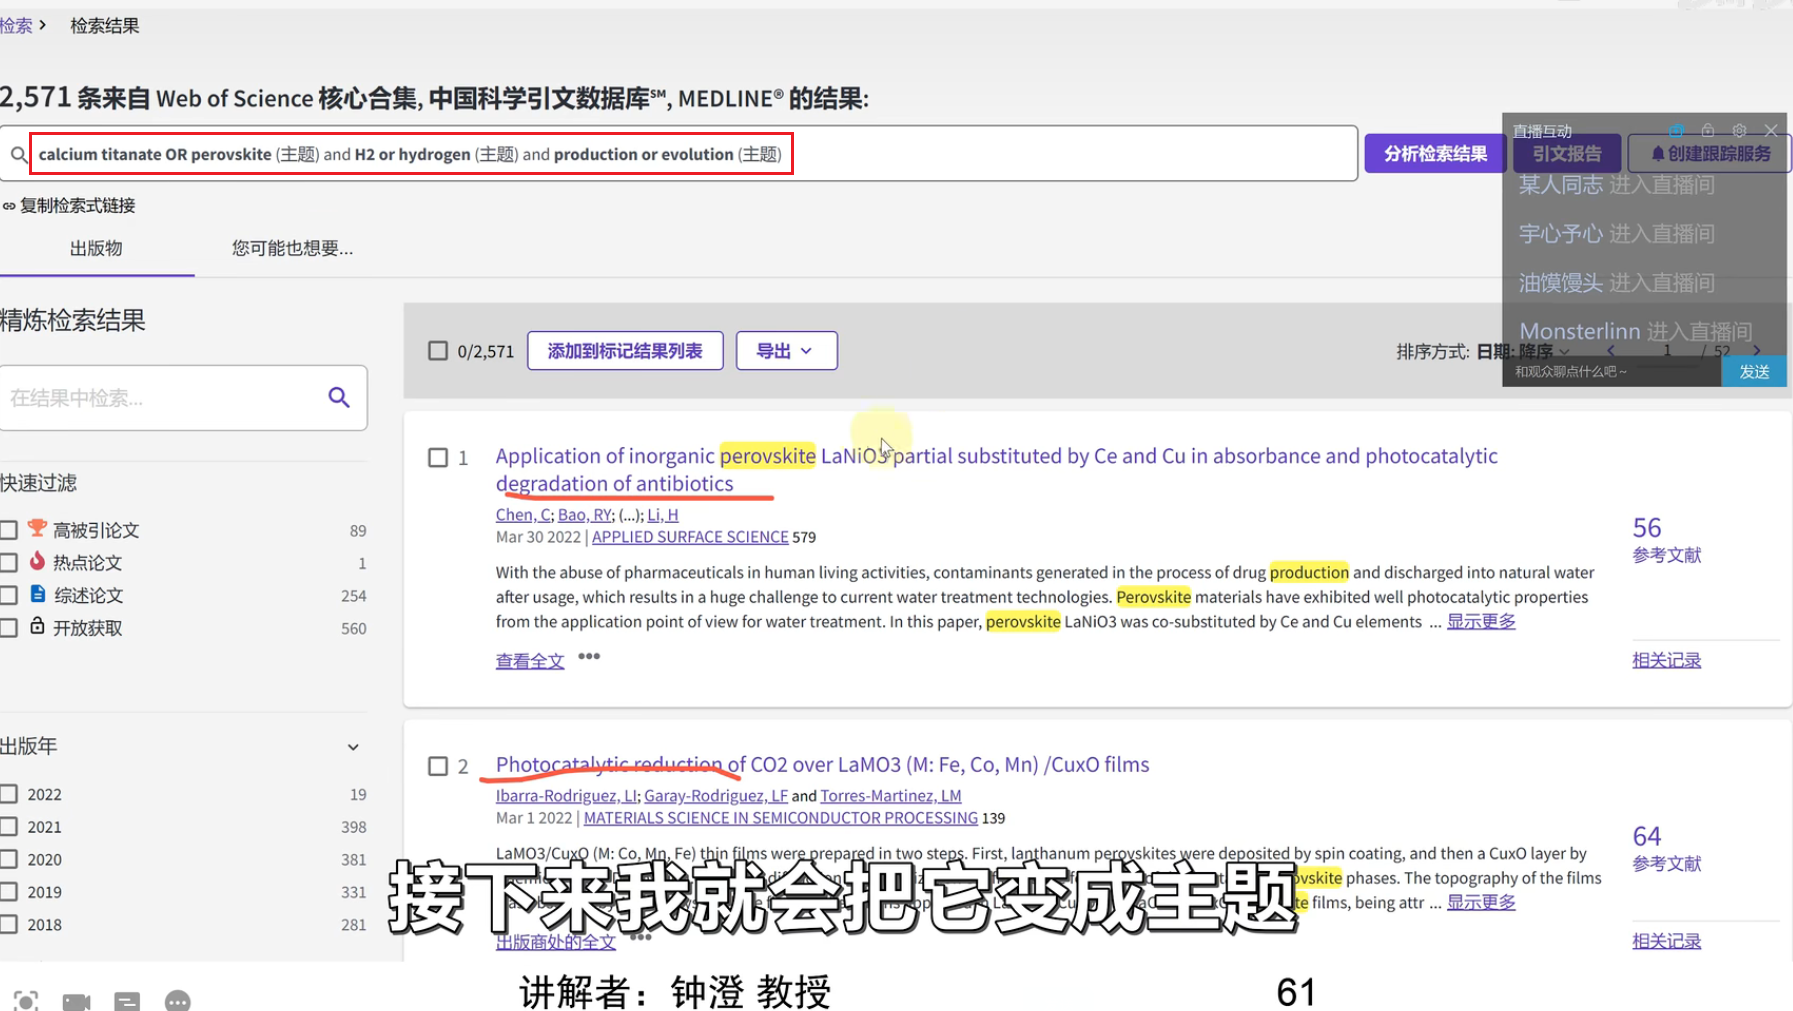 检索 > 检索结果
2,571 条来自 Web of Science 核心合集, 中国科学引文数据库℠, MEDLINE® 的结果:
calcium titanate OR perovskite (主题) and H2 or hydrogen (主题) and production or evolution (主题)
分析检索结果
引文报告
创建跟踪服务
直播互动
某人同志 进入直播间
宇心予心 进入直播间
油馍馒头 进入直播间
Monsterlinn 进入直播间
和观众聊点什么吧~
发送
复制检索式链接
出版物
您可能也想要...
精炼检索结果
在结果中检索...
快速过滤
高被引论文 89
热点论文 1
综述论文 254
开放获取 560
出版年
2022 19
2021 398
2020 381
2019 331
2018 281
0/2,571
添加到标记结果列表
导出
排序方式: 日期: 降序
1 / 52
1
Application of inorganic perovskite LaNiO3 partial substituted by Ce and Cu in absorbance and photocatalytic
degradation of antibiotics
Chen, C; Bao, RY; (...); Li, H
Mar 30 2022 | APPLIED SURFACE SCIENCE 579
With the abuse of pharmaceuticals in human living activities, contaminants generated in the process of drug production and discharged into natural water
after usage, which results in a huge challenge to current water treatment technologies. Perovskite materials have exhibited well photocatalytic properties
from the application point of view for water treatment. In this paper, perovskite LaNiO3 was co-substituted by Ce and Cu elements ... 显示更多
查看全文 •••
56
参考文献
相关记录
2
Photocatalytic reduction of CO2 over LaMO3 (M: Fe, Co, Mn) /CuxO films
Ibarra-Rodriguez, LI; Garay-Rodriguez, LF and Torres-Martinez, LM
Mar 1 2022 | MATERIALS SCIENCE IN SEMICONDUCTOR PROCESSING 139
LaMO3/CuxO (M: Co, Mn, Fe) thin films were prepared in two steps. First, lanthanum perovskites were deposited by spin coating, and then a CuxO layer by
phases. The topography of the films
films, being attr ... 显示更多
出版商处的全文 •••
64
参考文献
相关记录
接下来我就会把它变成主题
讲解者：钟澄 教授
61